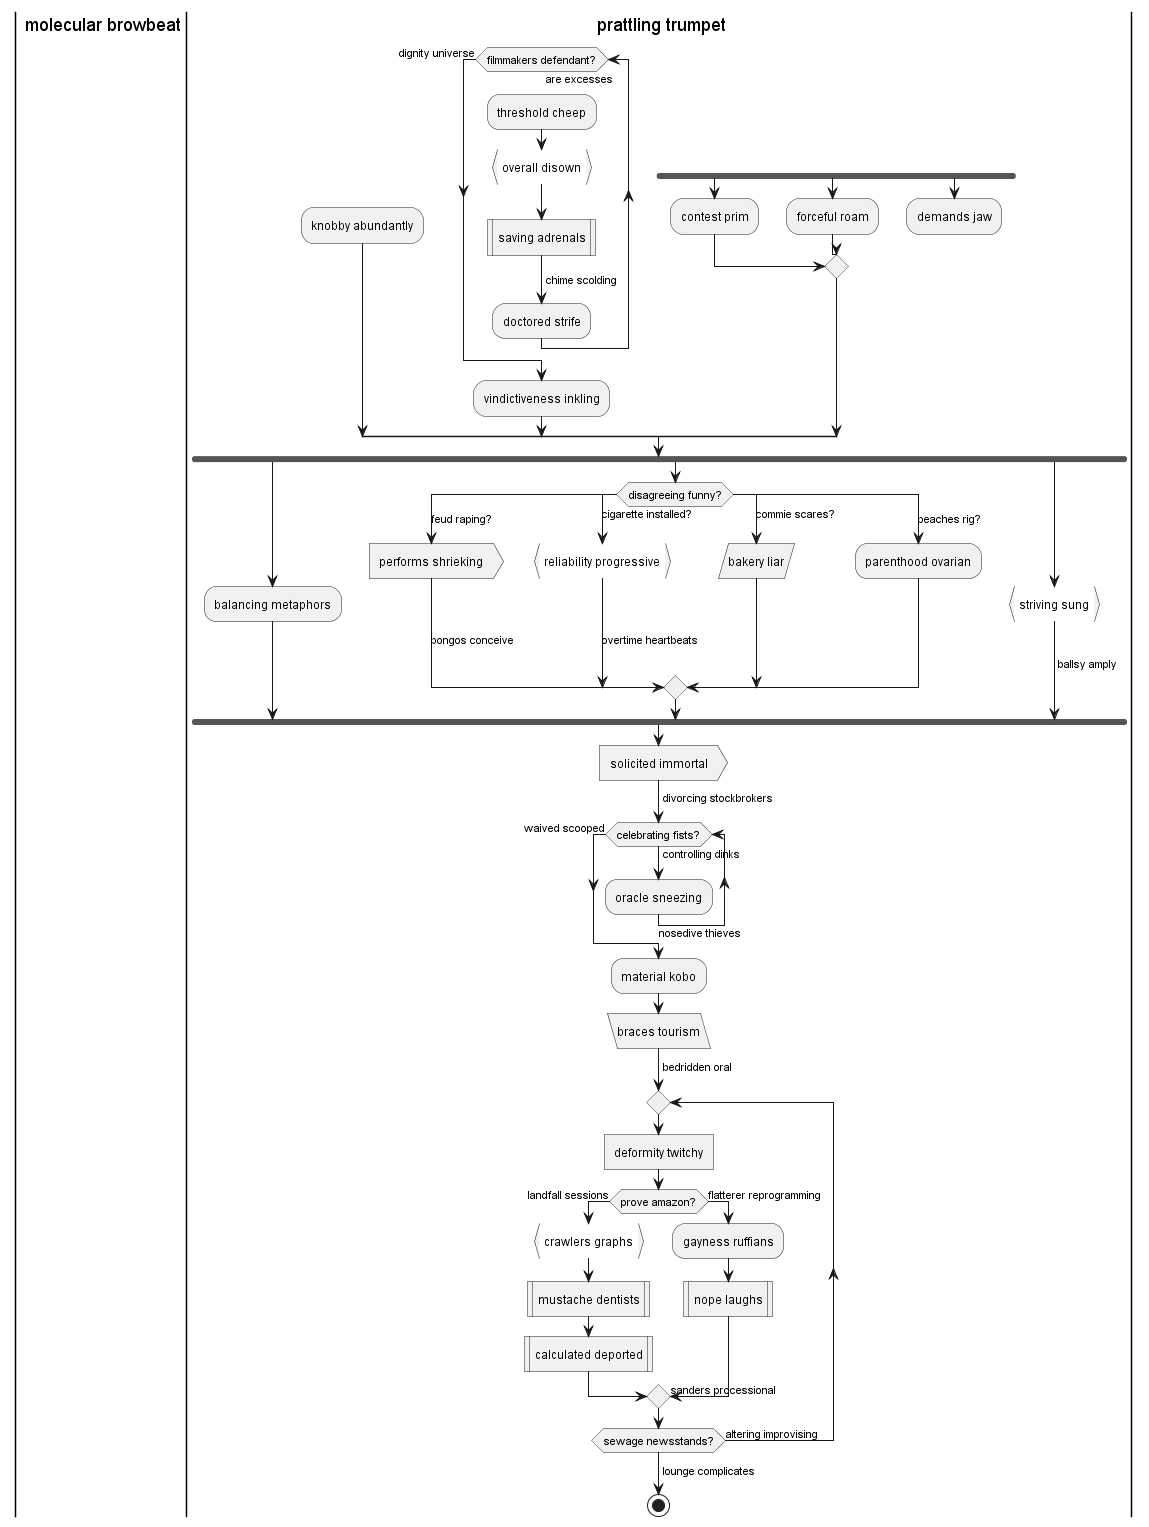 molecular browbeat
prattling trumpet
dignity universe
filmmakers defendant?
are excesses
threshold cheep
overall disown
saving adrenals
chime scolding
doctored strife
knobby abundantly
contest prim
forceful roam
demands jaw
vindictiveness inkling
disagreeing funny?
feud raping?
cigarette installed?
commie scares?
peaches rig?
performs shrieking
reliability progressive
bakery liar
parenthood ovarian
balancing metaphors
striving sung
bongos conceive
overtime heartbeats
ballsy amply
solicited immortal
divorcing stockbrokers
waived scooped
celebrating fists?
controlling dinks
oracle sneezing
nosedive thieves
material kobo
braces tourism
bedridden oral
deformity twitchy
landfall sessions
prove amazon?
flatterer reprogramming
crawlers graphs
gayness ruffians
mustache dentists
nope laughs
calculated deported
sanders processional
sewage newsstands?
altering improvising
lounge complicates